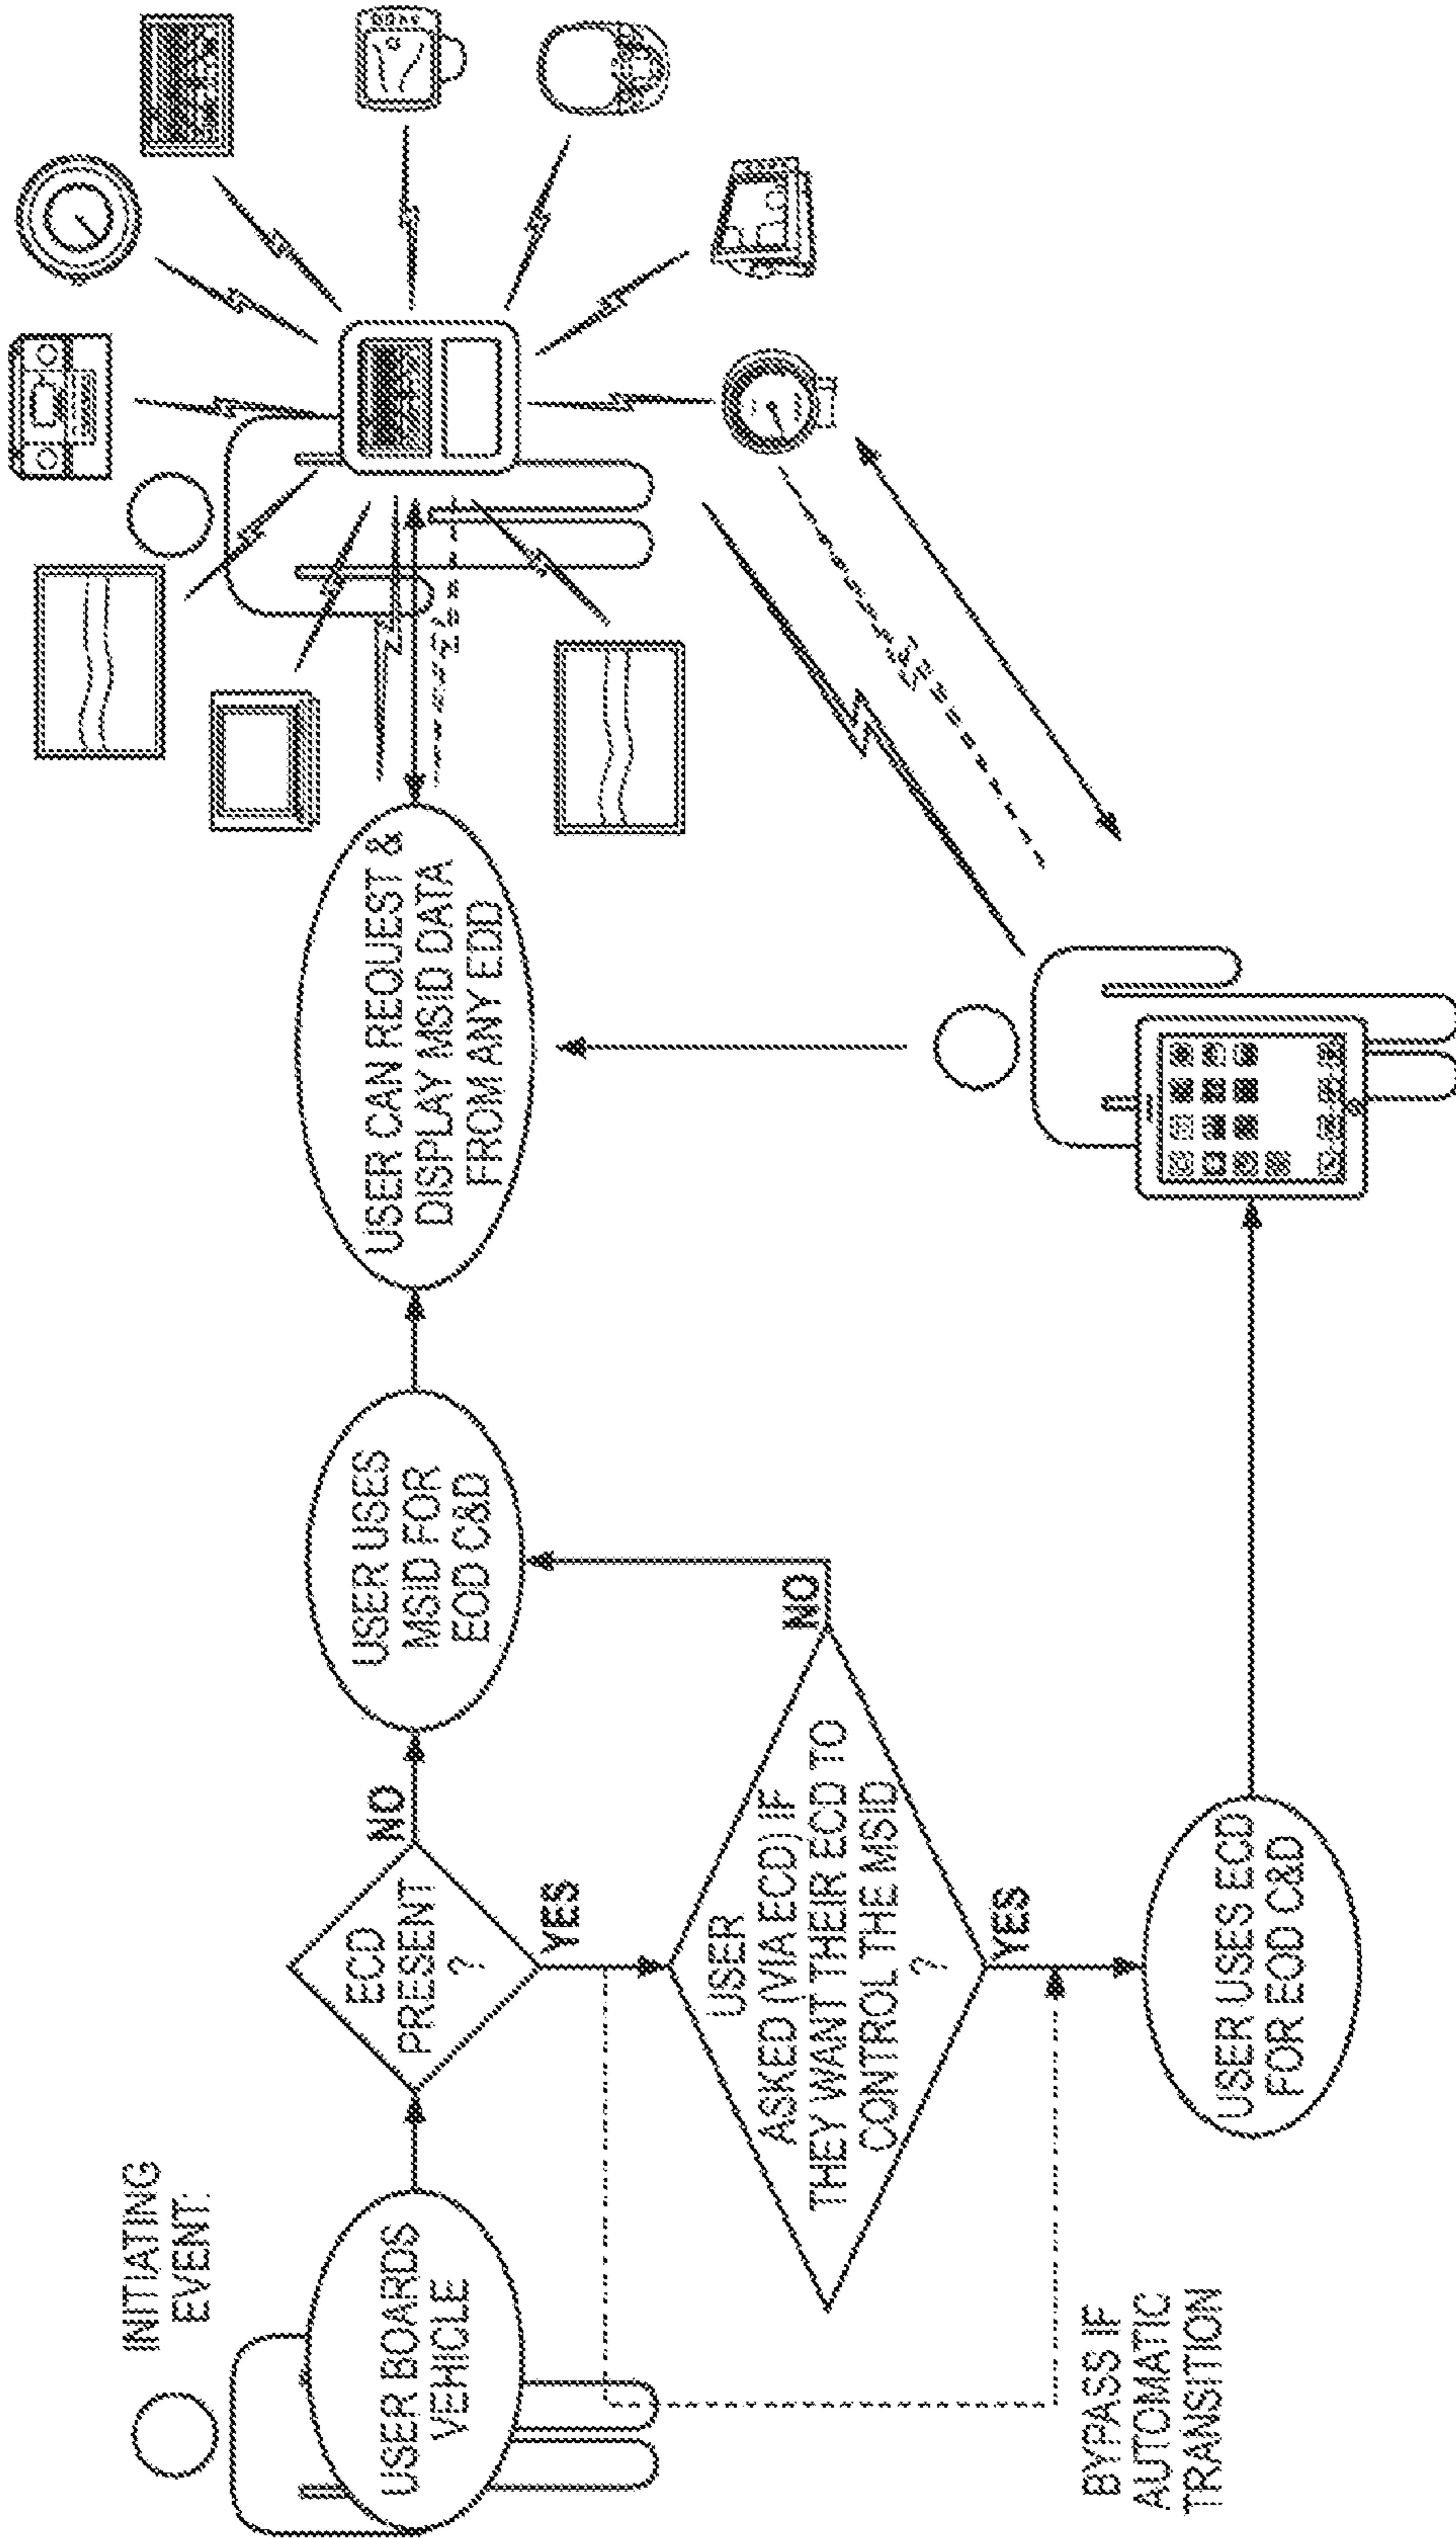 INITIATING
EVENT:
USER BOARDS
VEHICLE
ECD
PRESENT
?
NO
YES
USER USES
MSID FOR
EOD C&D
USER CAN REQUEST &
DISPLAY MSID DATA
FROM ANY EDD
USER
ASKED (VIA ECD) IF
THEY WANT THEIR ECD TO
CONTROL THE MSID
?
NO
YES
BYPASS IF
AUTOMATIC
TRANSITION
USER USES ECD
FOR EOD C&D